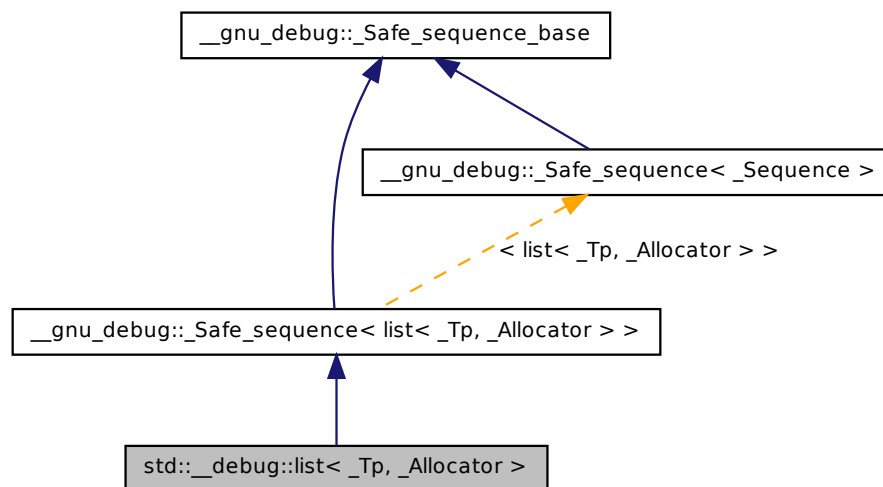 __gnu_debug::_Safe_sequence_base
__gnu_debug::_Safe_sequence< _Sequence >
< list< _Tp, _Allocator > >
__gnu_debug::_Safe_sequence< list< _Tp, _Allocator > >
std::__debug::list< _Tp, _Allocator >